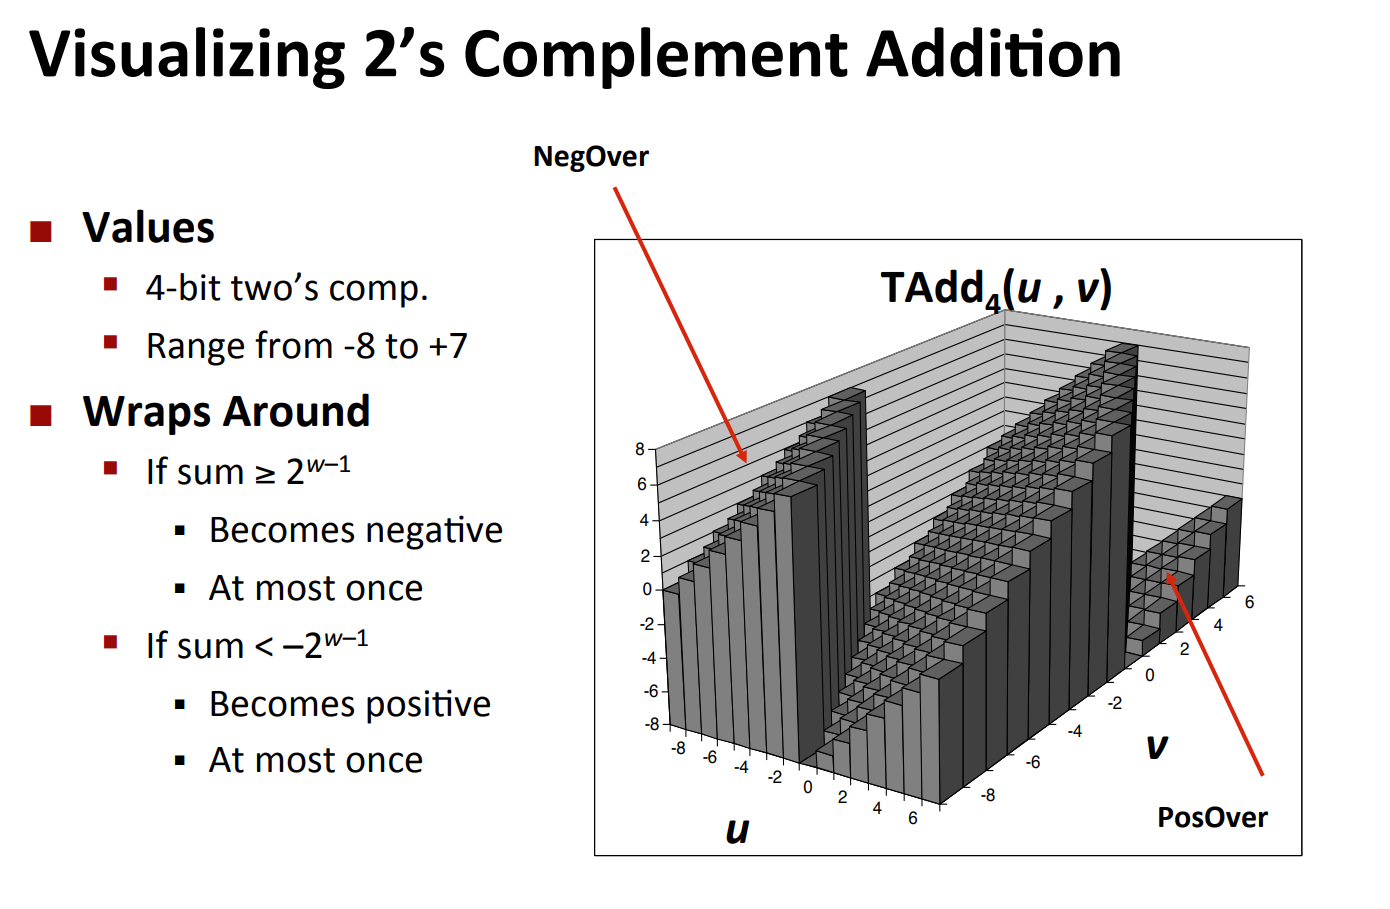 Visualizing 2's Complement Addition
NegOver
■ Values
▪ 4-bit two's comp.
▪ Range from -8 to +7
■ Wraps Around
▪ If sum ≥ 2^w–1
▪ Becomes negative
▪ At most once
▪ If sum < –2^w–1
▪ Becomes positive
▪ At most once
TAdd4(u , v)
8
6
4
2
0
-2
-4
-6
-8
-8
-6
-4
-2
0
2
4
6
u
-8
-6
-4
-2
0
2
4
6
v
PosOver